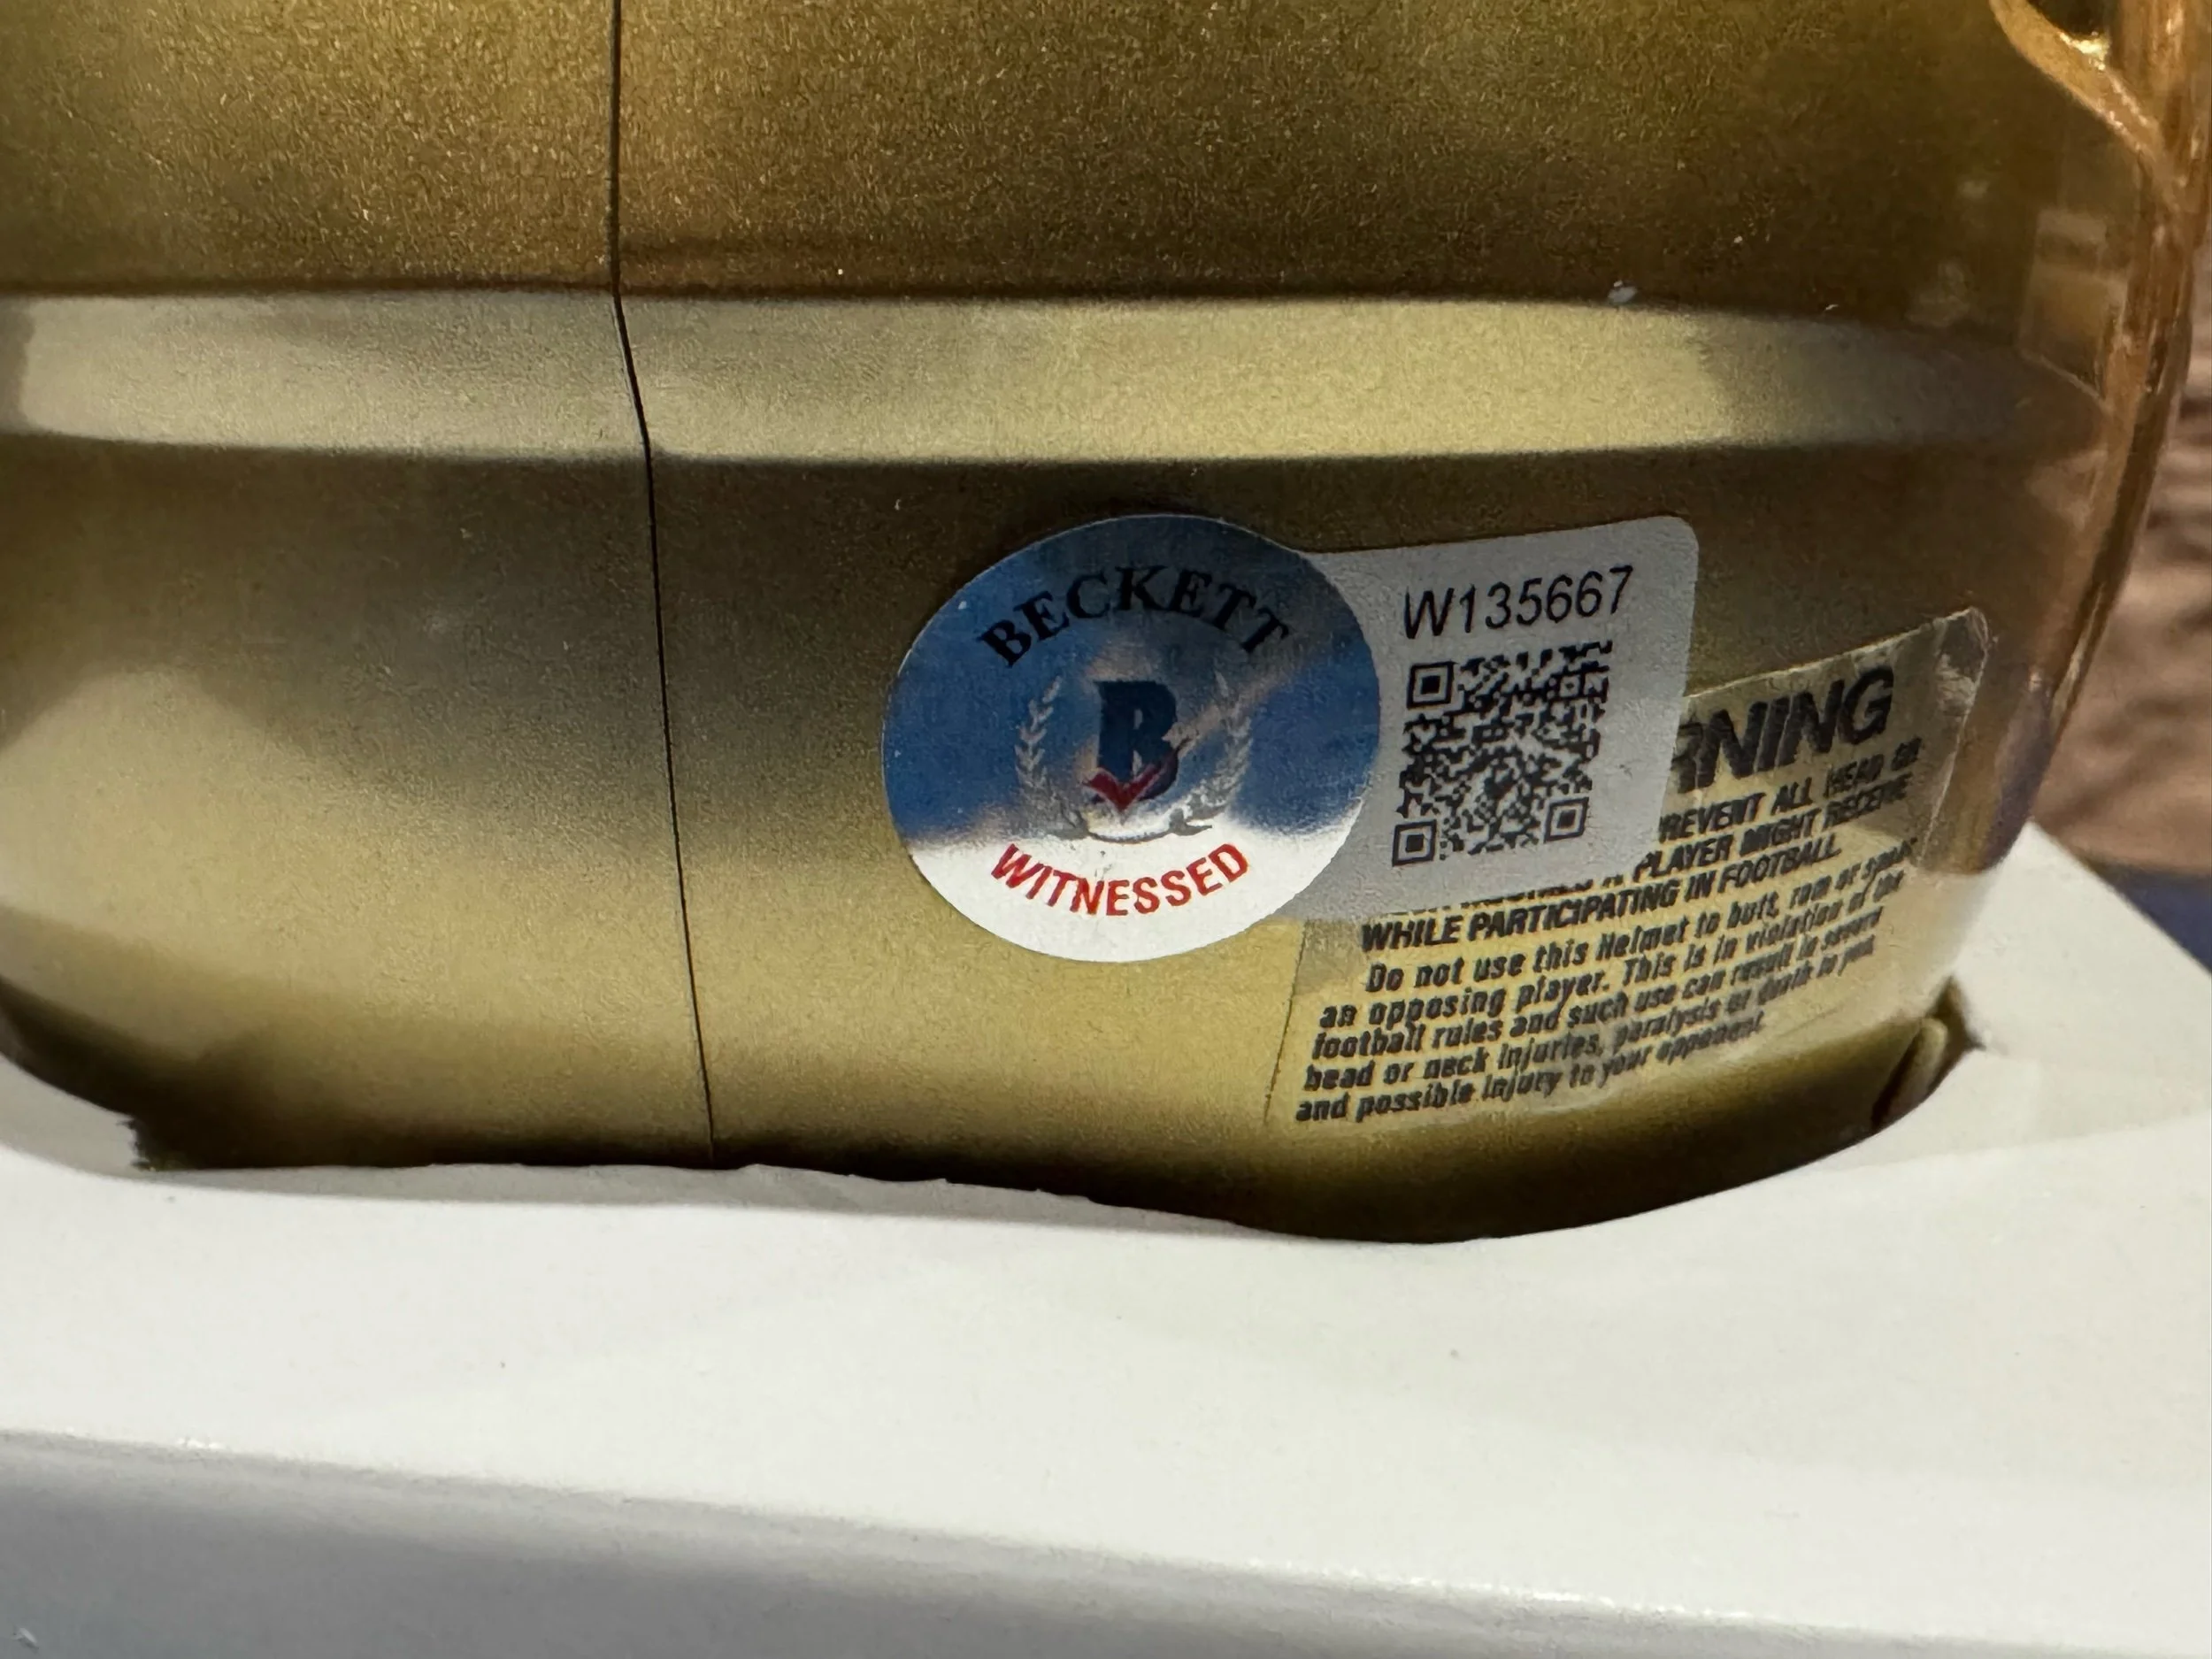 BECKETT
B
WITNESSED
W135667
RNING
REVENT ALL HEAD OR
PLAYER MIGHT RECEIVE
WHILE PARTICIPATING IN FOOTBALL.
Do not use this Helmet to butt, ram or spear
an opposing player. This is in violation of the
football rules and such use can result in severe
head or neck injuries, paralysis or death to you
and possible injury to your opponent.